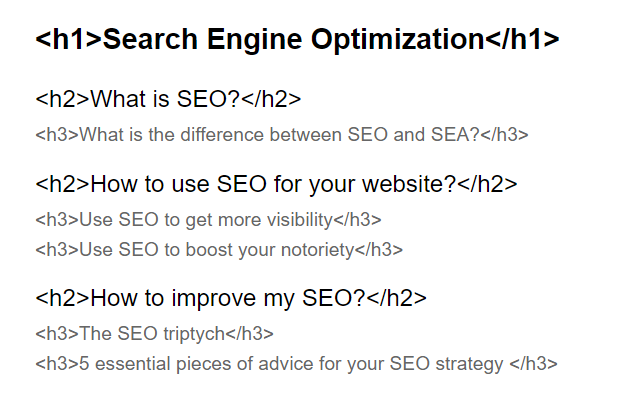 <h1>Search Engine Optimization</h1>
<h2>What is SEO?</h2>
<h3>What is the difference between SEO and SEA?</h3>
<h2>How to use SEO for your website?</h2>
<h3>Use SEO to get more visibility</h3>
<h3>Use SEO to boost your notoriety</h3>
<h2>How to improve my SEO?</h2>
<h3>The SEO triptych</h3>
<h3>5 essential pieces of advice for your SEO strategy </h3>